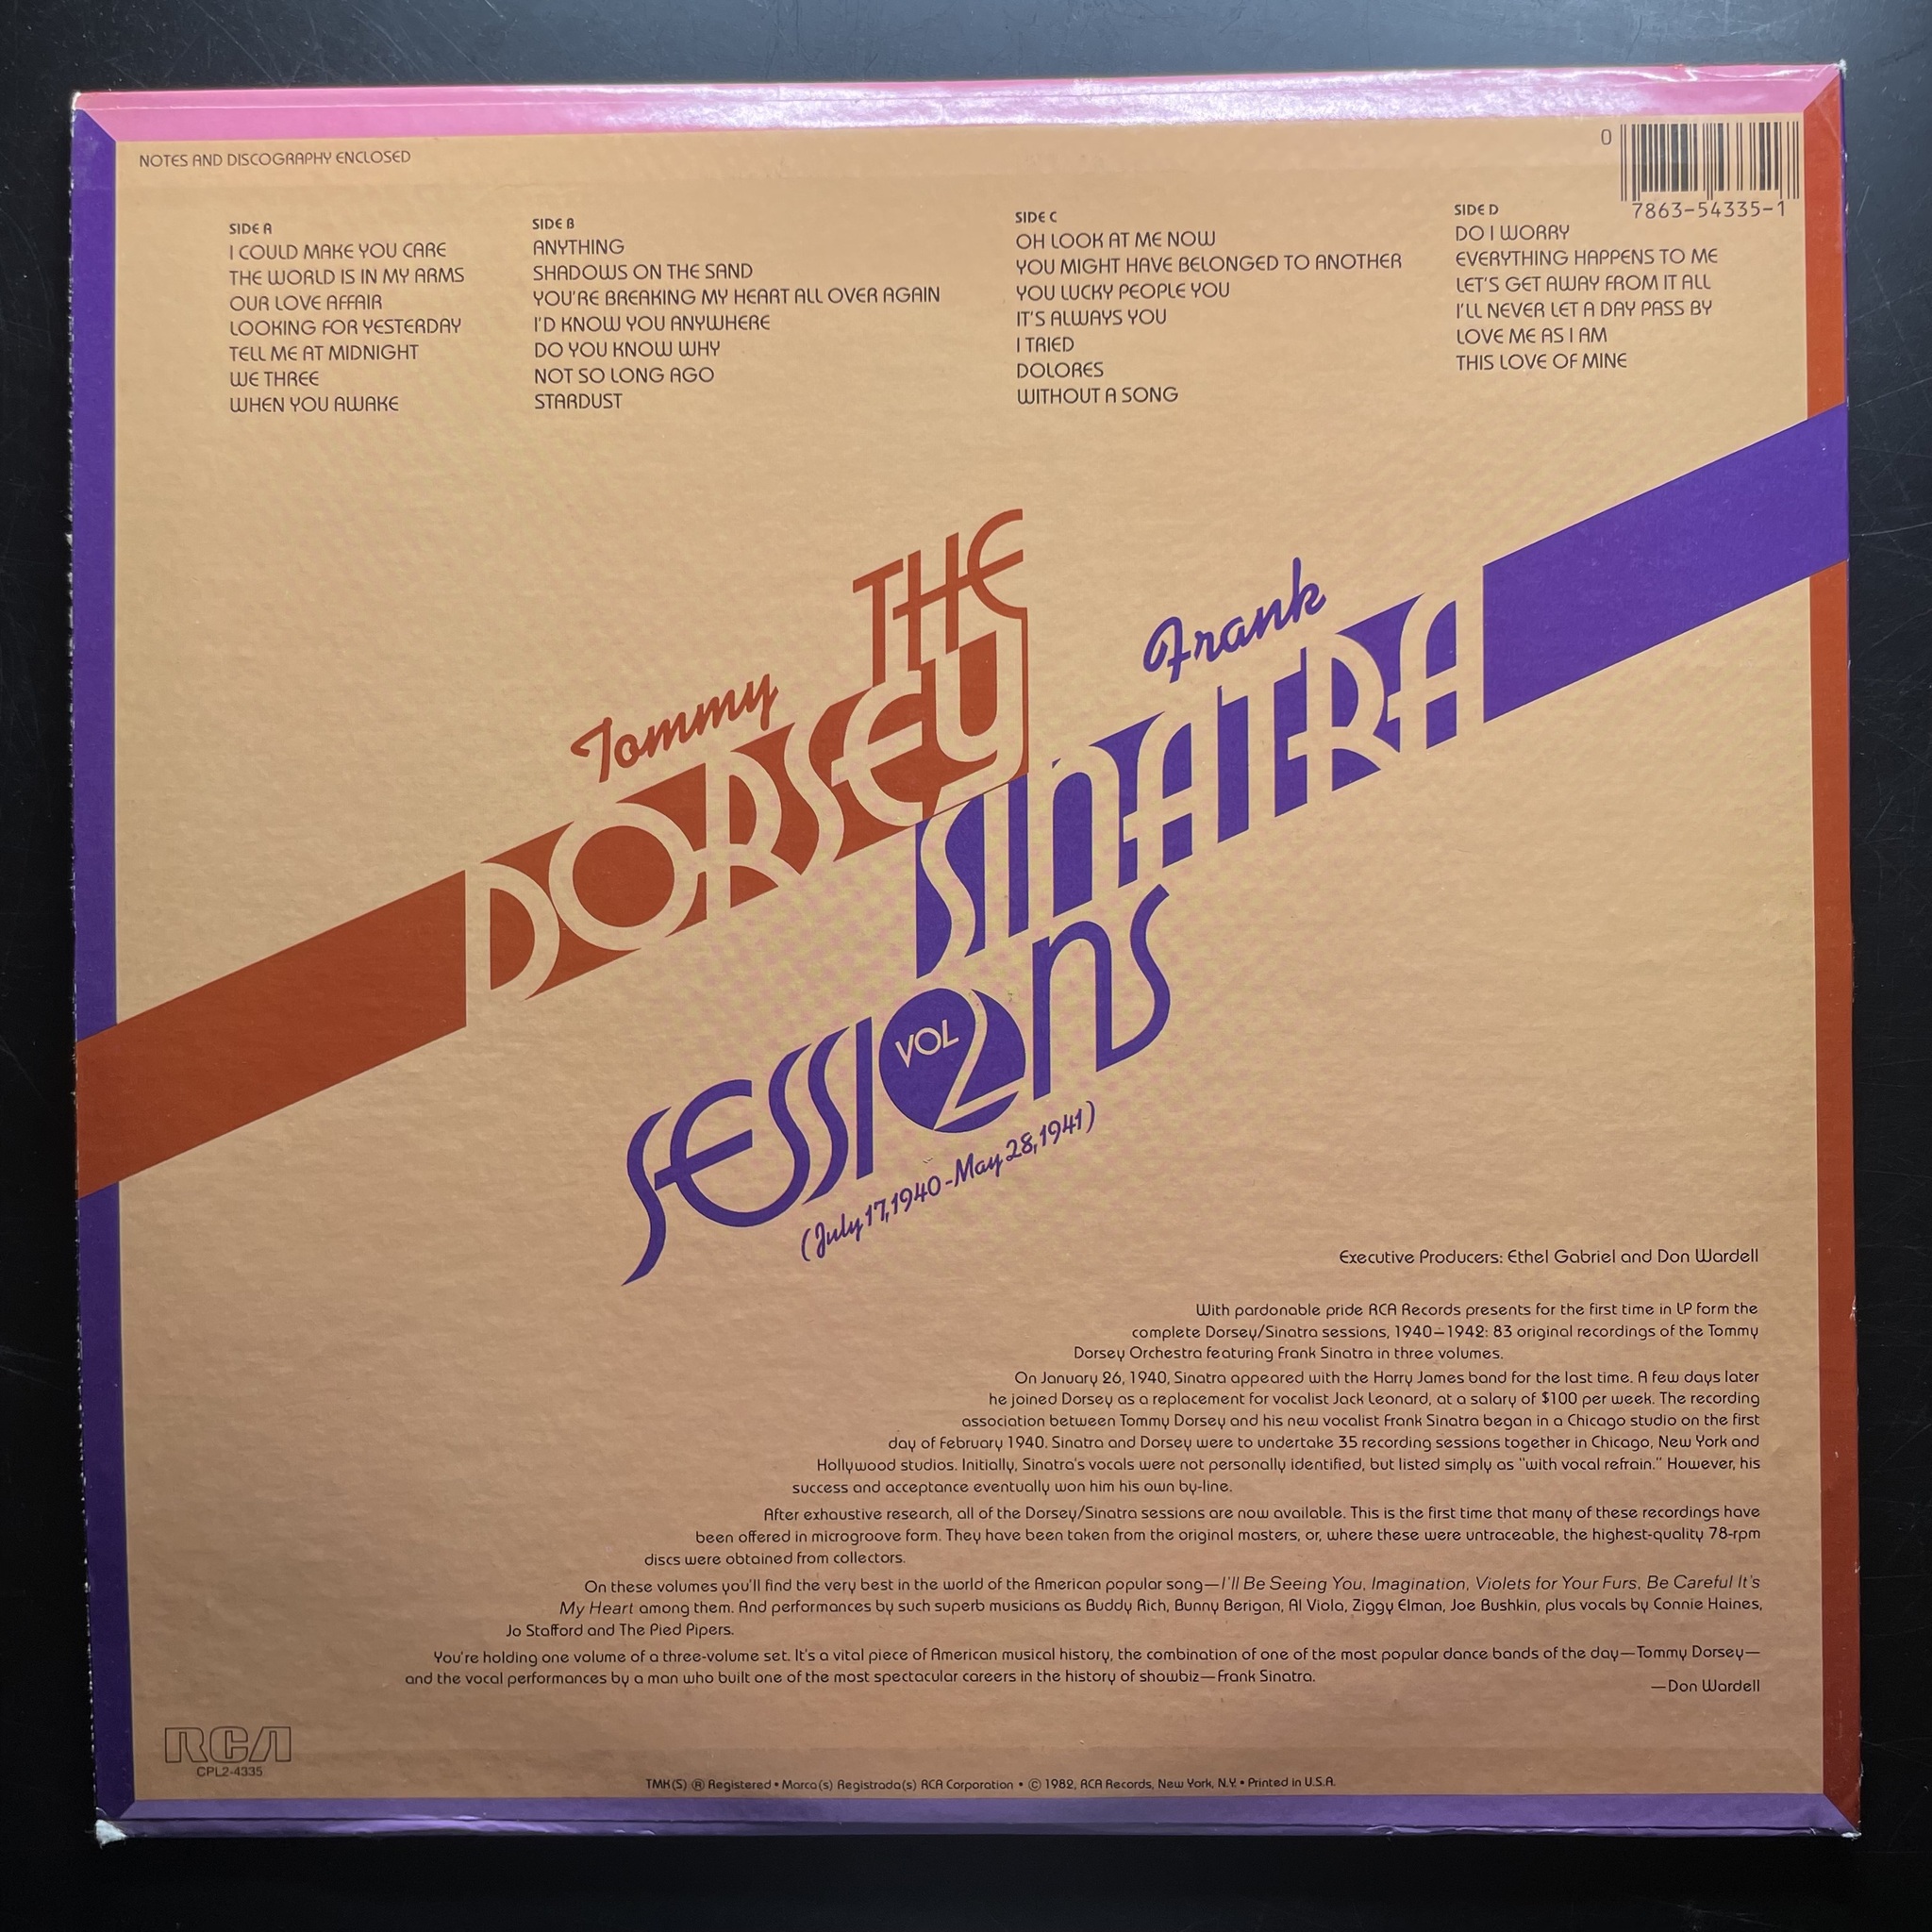 NOTES AND DISCOGRAPHY ENCLOSED
0
7863-54335-1
SIDE A
I COULD MAKE YOU CARE
THE WORLD IS IN MY ARMS
OUR LOVE AFFAIR
LOOKING FOR YESTERDAY
TELL ME AT MIDNIGHT
WE THREE
WHEN YOU AWAKE
SIDE B
ANYTHING
SHADOWS ON THE SAND
YOU'RE BREAKING MY HEART ALL OVER AGAIN
I'D KNOW YOU ANYWHERE
DO YOU KNOW WHY
NOT SO LONG AGO
STARDUST
SIDE C
OH LOOK AT ME NOW
YOU MIGHT HAVE BELONGED TO ANOTHER
YOU LUCKY PEOPLE YOU
IT'S ALWAYS YOU
I TRIED
DOLORES
WITHOUT A SONG
SIDE D
DO I WORRY
EVERYTHING HAPPENS TO ME
LET'S GET AWAY FROM IT ALL
I'LL NEVER LET A DAY PASS BY
LOVE ME AS I AM
THIS LOVE OF MINE
THE
Tommy
DORSEY
Frank
SINATRA
SESSIONS
VOL 2
(July 17, 1940 - May 28, 1941)
Executive Producers: Ethel Gabriel and Don Wardell
With pardonable pride RCA Records presents for the first time in LP form the
complete Dorsey/Sinatra sessions, 1940–1942: 83 original recordings of the Tommy
Dorsey Orchestra featuring Frank Sinatra in three volumes.
On January 26, 1940, Sinatra appeared with the Harry James band for the last time. A few days later
he joined Dorsey as a replacement for vocalist Jack Leonard, at a salary of $100 per week. The recording
association between Tommy Dorsey and his new vocalist Frank Sinatra began in a Chicago studio on the first
day of February 1940. Sinatra and Dorsey were to undertake 35 recording sessions together in Chicago, New York and
Hollywood studios. Initially, Sinatra's vocals were not personally identified, but listed simply as "with vocal refrain." However, his
success and acceptance eventually won him his own by-line.
After exhaustive research, all of the Dorsey/Sinatra sessions are now available. This is the first time that many of these recordings have
been offered in microgroove form. They have been taken from the original masters, or, where these were untraceable, the highest-quality 78-rpm
discs were obtained from collectors.
On these volumes you'll find the very best in the world of the American popular song—I'll Be Seeing You, Imagination, Violets for Your Furs, Be Careful It's
My Heart among them. And performances by such superb musicians as Buddy Rich, Bunny Berigan, Al Viola, Ziggy Elman, Joe Bushkin, plus vocals by Connie Haines,
Jo Stafford and The Pied Pipers.
You're holding one volume of a three-volume set. It's a vital piece of American musical history, the combination of one of the most popular dance bands of the day—Tommy Dorsey—
and the vocal performances by a man who built one of the most spectacular careers in the history of showbiz—Frank Sinatra.
—Don Wardell
RCA
CPL2-4335
TMK(S) ® Registered • Marca(s) Registrada(s) RCA Corporation • © 1982, RCA Records, New York, N.Y. • Printed in U.S.A.